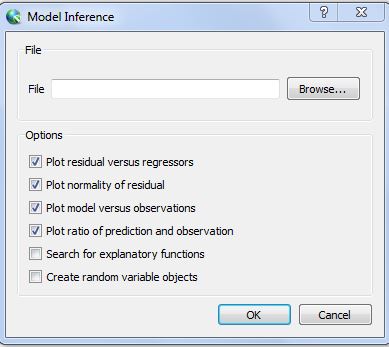 Model Inference
?
File
File
Browse...
Options
Plot residual versus regressors
Plot normality of residual
Plot model versus observations
Plot ratio of prediction and observation
Search for explanatory functions
Create random variable objects
OK
Cancel